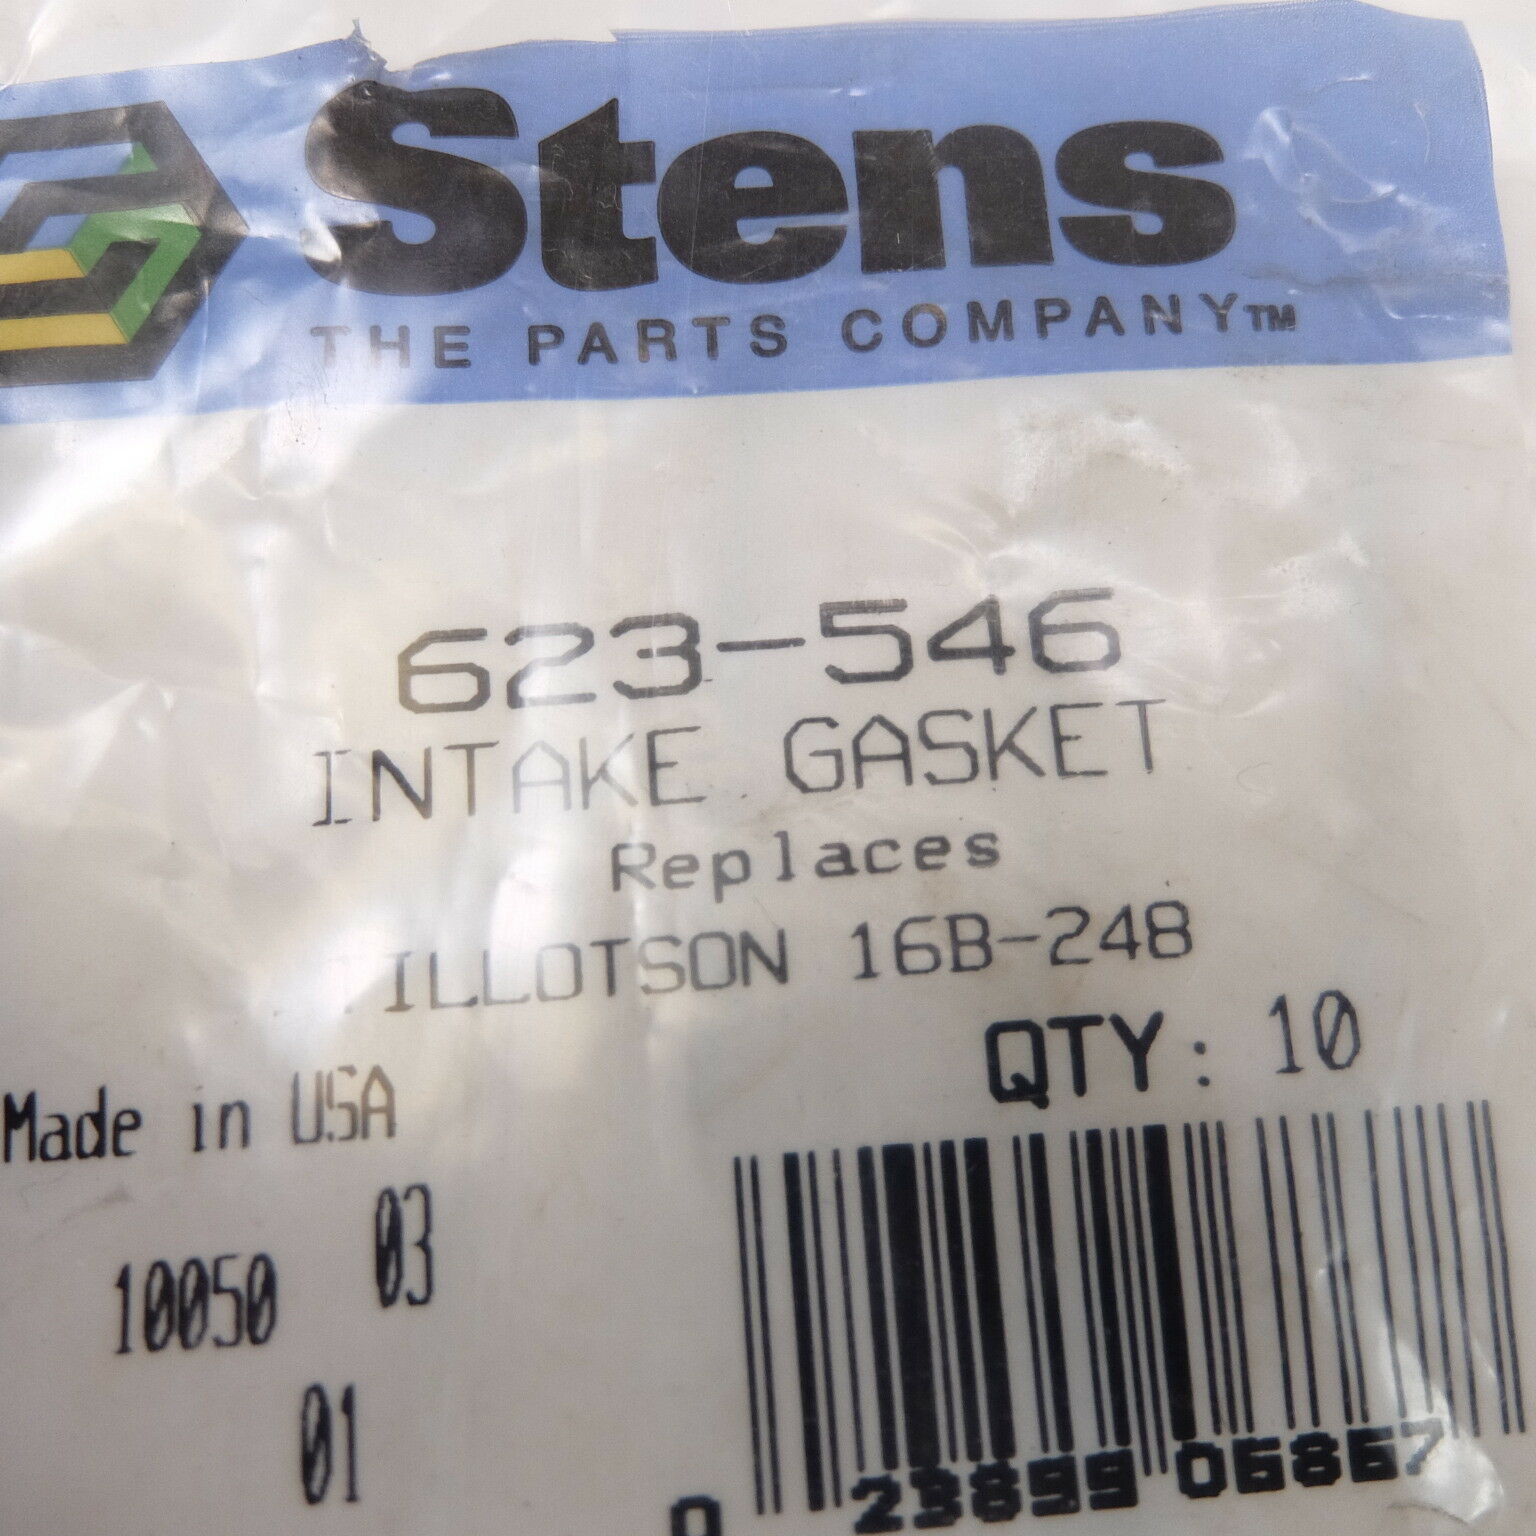 Stens
THE PARTS COMPANY™
623-546
INTAKE GASKET
Replaces
ILLOTSON 16B-248
QTY: 10
Made in USA
03
10050
01
0 23899 06867